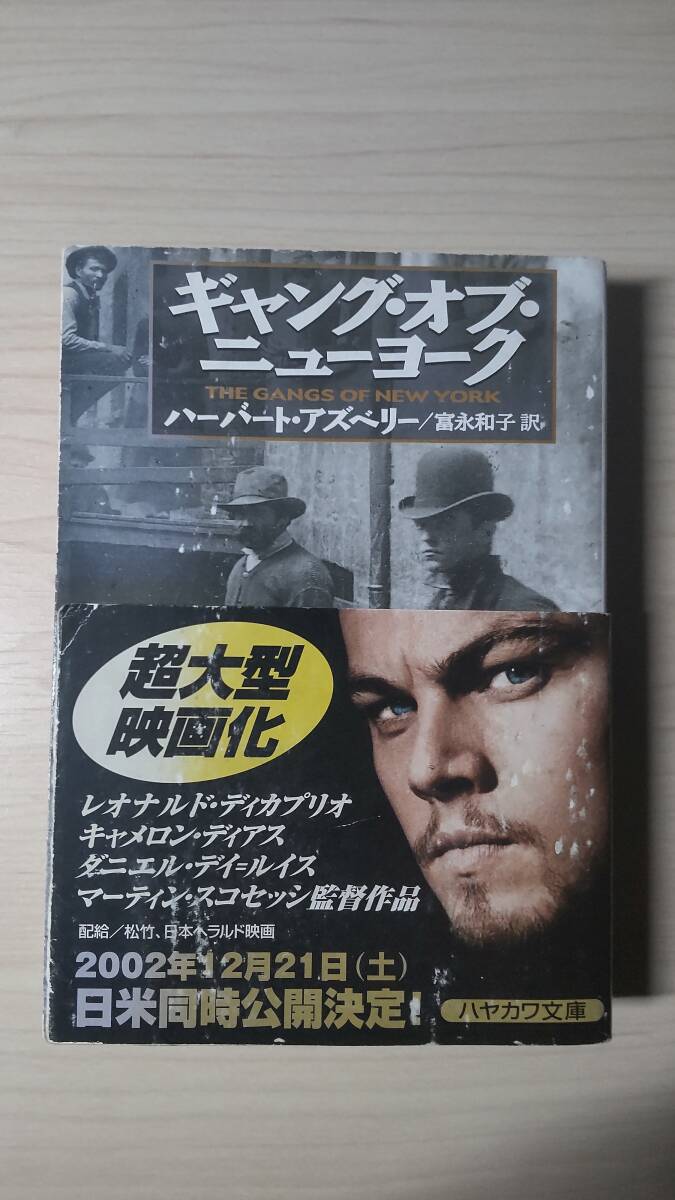 ギャング・オブ・
ニューヨーク
THE GANGS OF NEW YORK
ハーバート・アズベリー／富永和子 訳
超大型
映画化
レオナルド・ディカプリオ
キャメロン・ディアス
ダニエル・デイ=ルイス
マーティン・スコセッシ監督作品
配給／松竹、日本ヘラルド映画
2002年12月21日(土)
日米同時公開決定!
ハヤカワ文庫